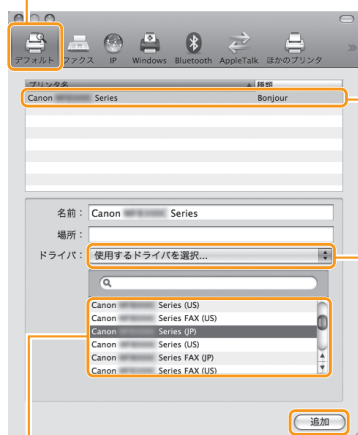 デフォルト ファクス IP Windows Bluetooth AppleTalk ほかのプリンタ
プリンタ名 種類
Canon Series Bonjour
名前： Canon Series
場所：
ドライバ： 使用するドライバを選択...
Canon Series (US)
Canon Series FAX (US)
Canon Series (JP)
Canon Series (US)
Canon Series FAX (JP)
Canon Series FAX (US)
追加